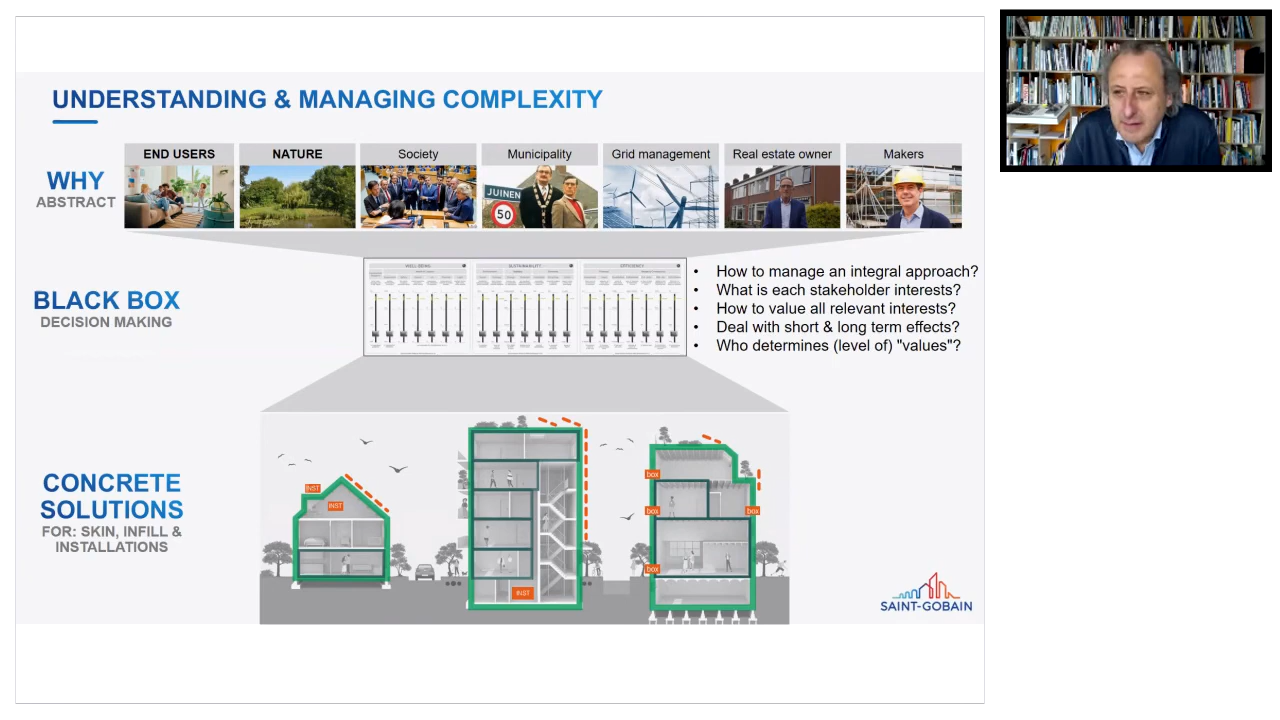 UNDERSTANDING & MANAGING COMPLEXITY
END USERS
NATURE
Society
Municipality
Grid management
Real estate owner
Makers
JUINEN
50
WHY
ABSTRACT
WELL BEING
SUSTAINABILITY
EFFICIENCY
BLACK BOX
DECISION MAKING
• How to manage an integral approach?
• What is each stakeholder interests?
• How to value all relevant interests?
• Deal with short & long term effects?
• Who determines (level of) "values"?
CONCRETE
SOLUTIONS
FOR: SKIN, INFILL &
INSTALLATIONS
INST
INST
INST
box
box
box
box
SAINT-GOBAIN